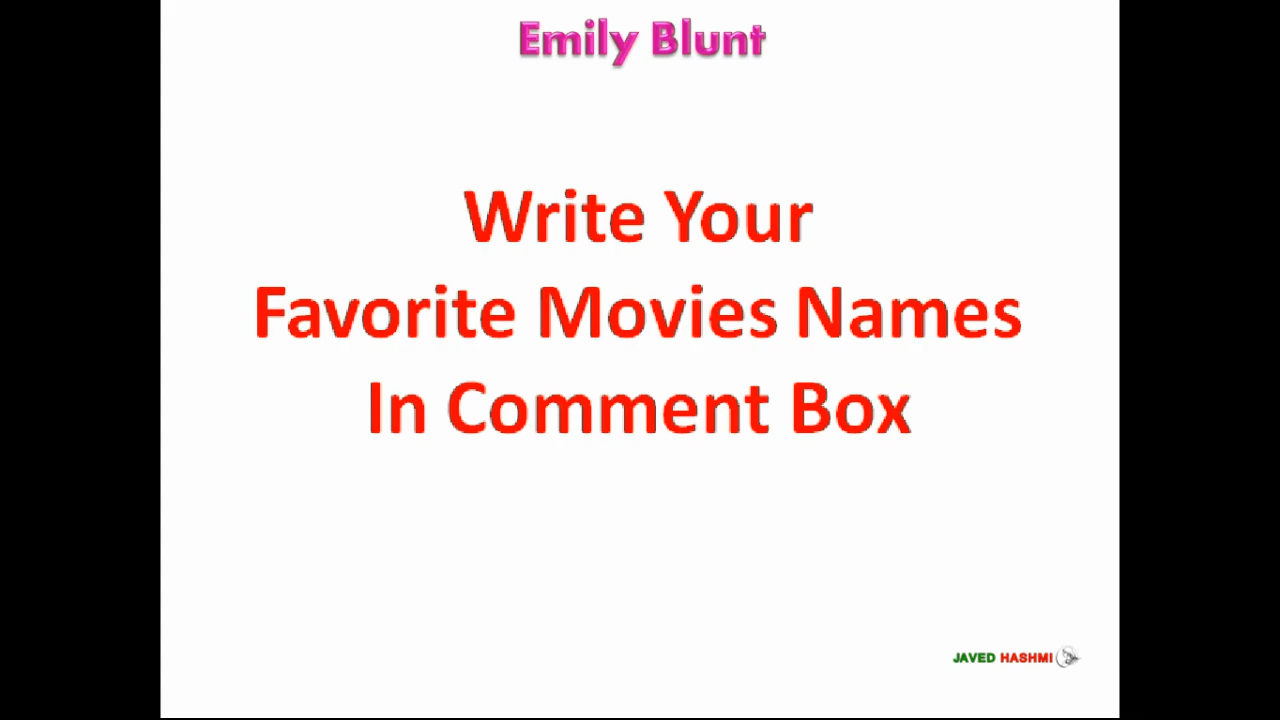 Emily Blunt
Write Your
Favorite Movies Names
In Comment Box
JAVED HASHMI